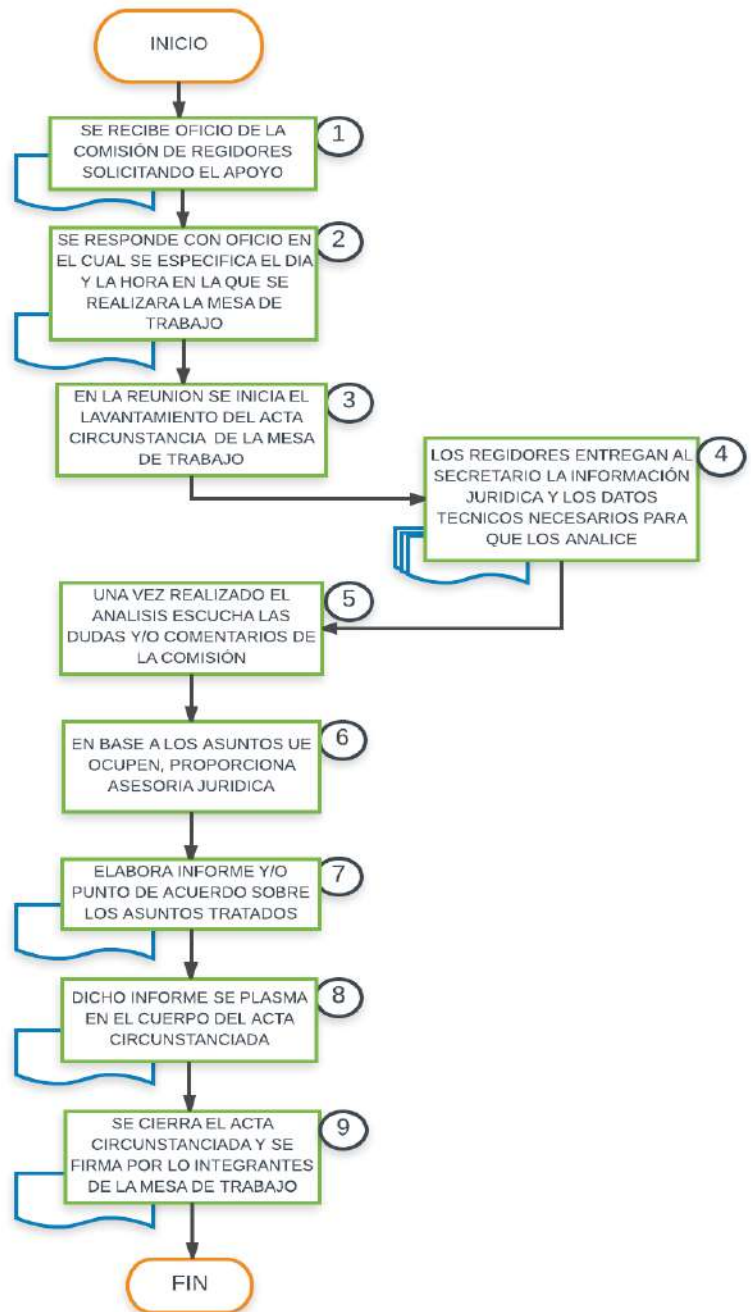 INICIO
1
SE RECIBE OFICIO DE LA
COMISIÓN DE REGIDORES
SOLICITANDO EL APOYO
2
SE RESPONDE CON OFICIO EN
EL CUAL SE ESPECIFICA EL DIA
Y LA HORA EN LA QUE SE
REALIZARA LA MESA DE
TRABAJO
3
EN LA REUNION SE INICIA EL
LAVANTAMIENTO DEL ACTA
CIRCUNSTANCIA DE LA MESA
DE TRABAJO
4
LOS REGIDORES ENTREGAN AL
SECRETARIO LA INFORMACIÓN
JURIDICA Y LOS DATOS
TECNICOS NECESARIOS PARA
QUE LOS ANALICE
5
UNA VEZ REALIZADO EL
ANALISIS ESCUCHA LAS
DUDAS Y/O COMENTARIOS DE
LA COMISIÓN
6
EN BASE A LOS ASUNTOS UE
OCUPEN, PROPORCIONA
ASESORIA JURIDICA
7
ELABORA INFORME Y/O
PUNTO DE ACUERDO SOBRE
LOS ASUNTOS TRATADOS
8
DICHO INFORME SE PLASMA
EN EL CUERPO DEL ACTA
CIRCUNSTANCIADA
9
SE CIERRA EL ACTA
CIRCUNSTANCIADA Y SE
FIRMA POR LO INTEGRANTES
DE LA MESA DE TRABAJO
FIN